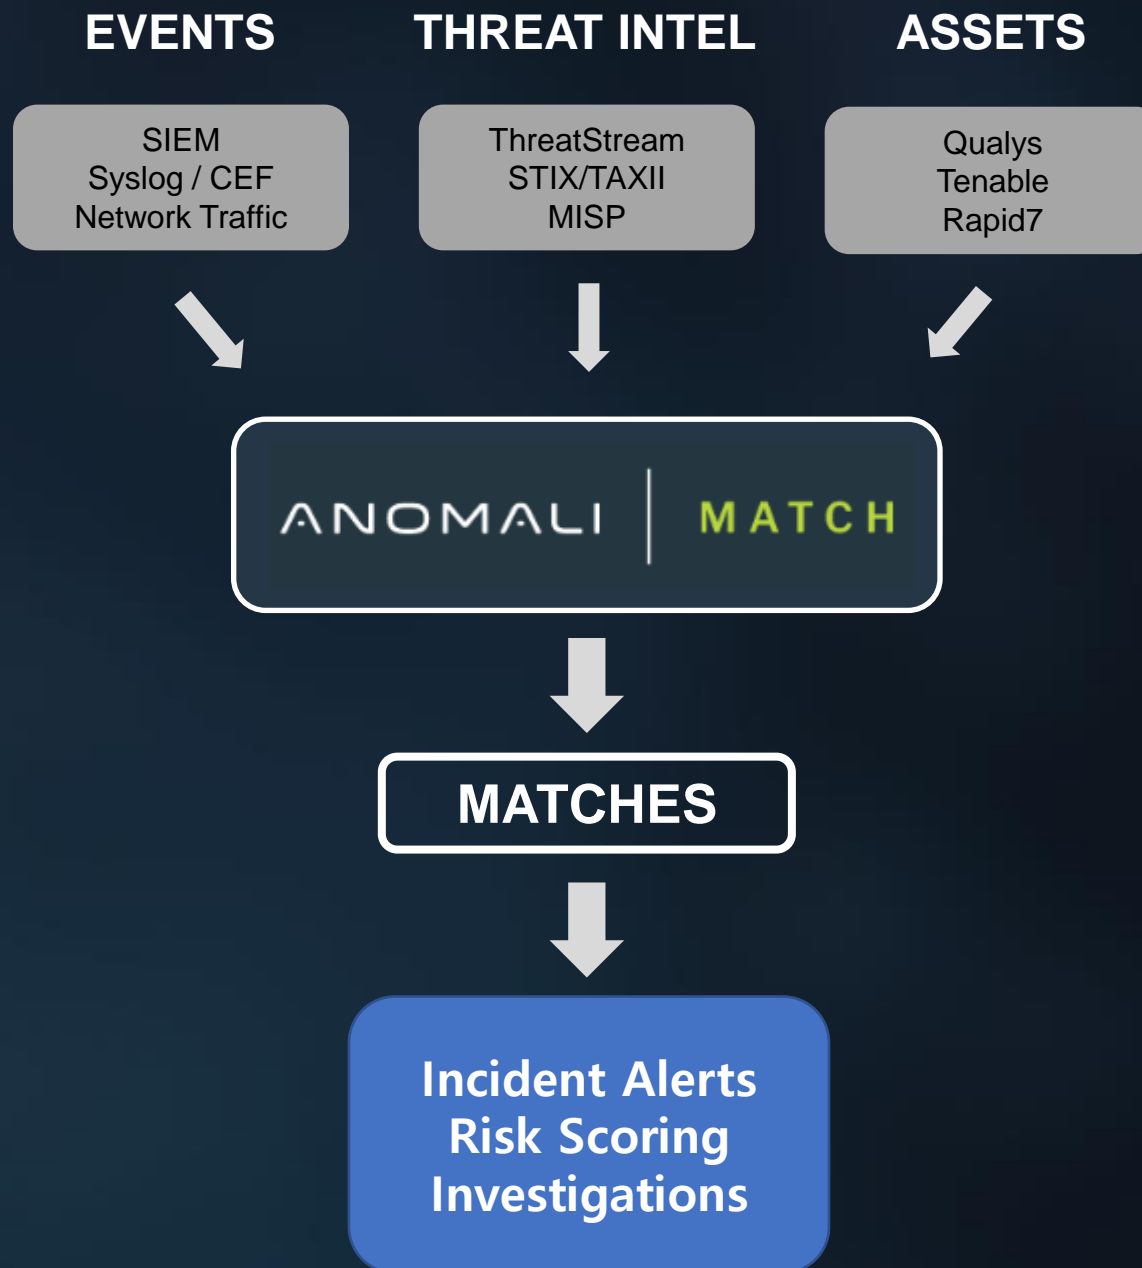 EVENTS
THREAT INTEL
ASSETS
SIEM
Syslog / CEF
Network Traffic
ThreatStream
STIX/TAXII
MISP
Qualys
Tenable
Rapid7
ANOMALI | MATCH
MATCHES
Incident Alerts
Risk Scoring
Investigations